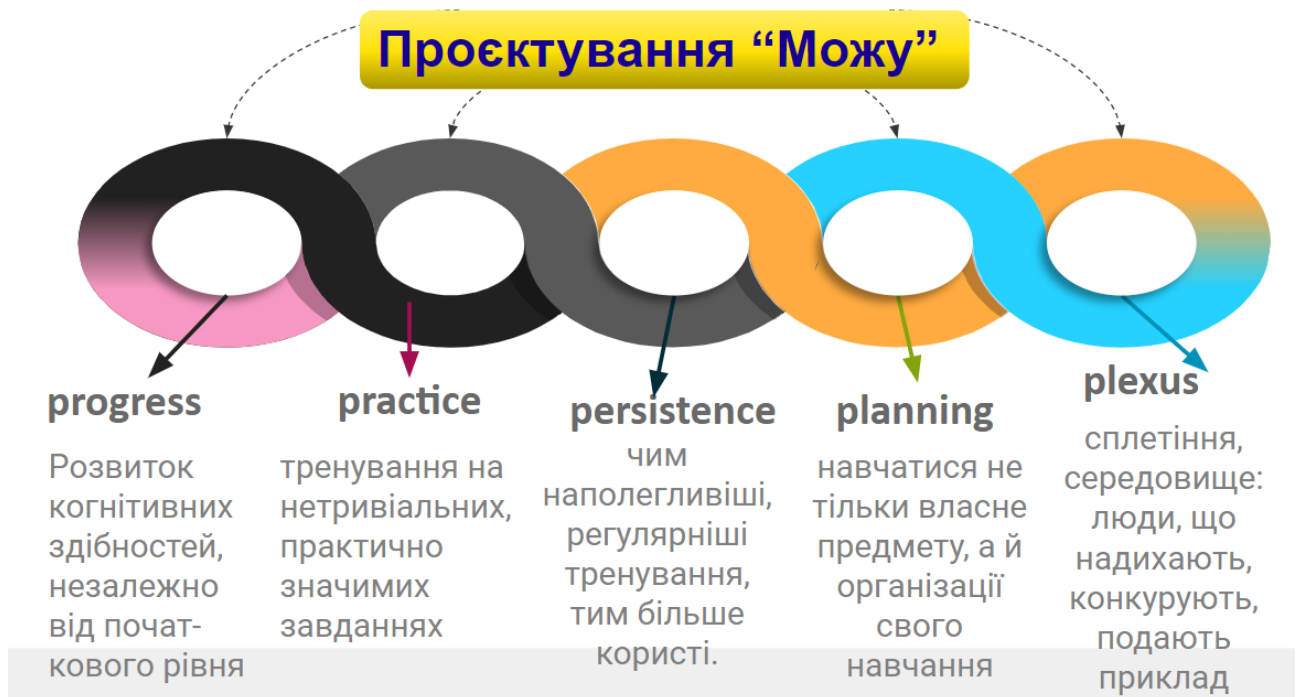 Проєктування “Можу”
progress
Розвиток
когнітивних
здібностей,
незалежно
від почат-
кового рівня
practice
тренування на
нетривіальних,
практично
значимих
завданнях
persistence
чим
наполегливіші,
регулярніші
тренування,
тим більше
користі.
planning
навчатися не
тільки власне
предмету, а й
організації
свого
навчання
plexus
сплетіння,
середовище:
люди, що
надихають,
конкурують,
подають
приклад